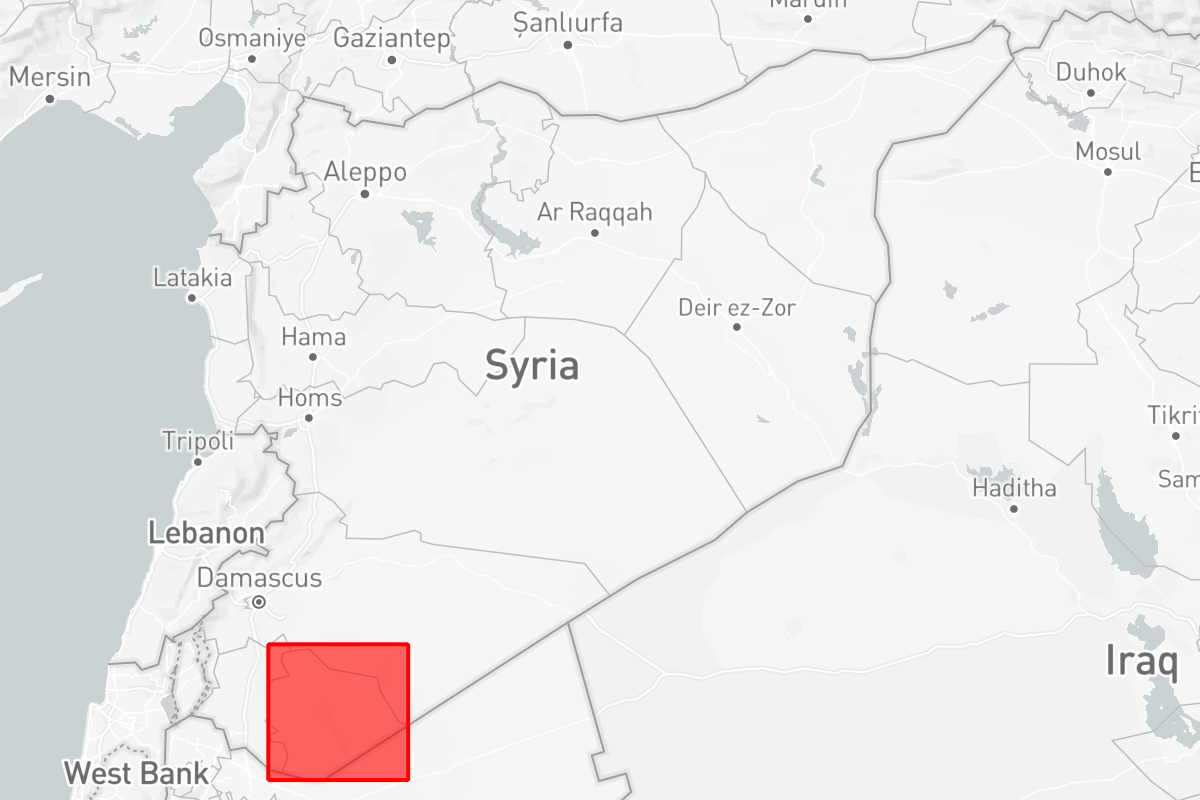 Mardin
Şanlıurfa
Osmaniye
Gaziantep
Mersin
Duhok
Mosul
Aleppo
Ar Raqqah
Latakia
Deir ez-Zor
Hama
Syria
Homs
Tripoli
Tikri
Sam
Haditha
Lebanon
Damascus
Iraq
West Bank